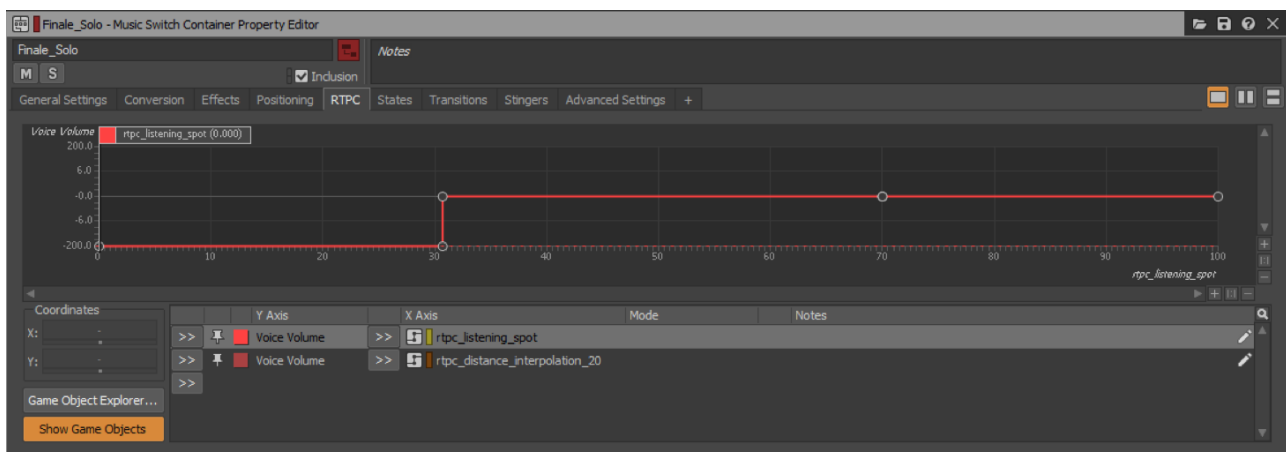 Finale_Solo - Music Switch Container Property Editor
Finale_Solo
Notes
M S
Inclusion
General Settings Conversion Effects Positioning RTPC States Transitions Stingers Advanced Settings +
Voice Volume
rtpc_listening_spot (0.000)
200.0
6.0
-0.0
-6.0
-200.0
0 10 20 30 40 50 60 70 80 90 100
rtpc_listening_spot
Coordinates
Y Axis X Axis Mode Notes
X: -
>> Voice Volume >> rtpc_listening_spot
Y: -
>> Voice Volume >> rtpc_distance_interpolation_20
>>
Game Object Explorer...
Show Game Objects